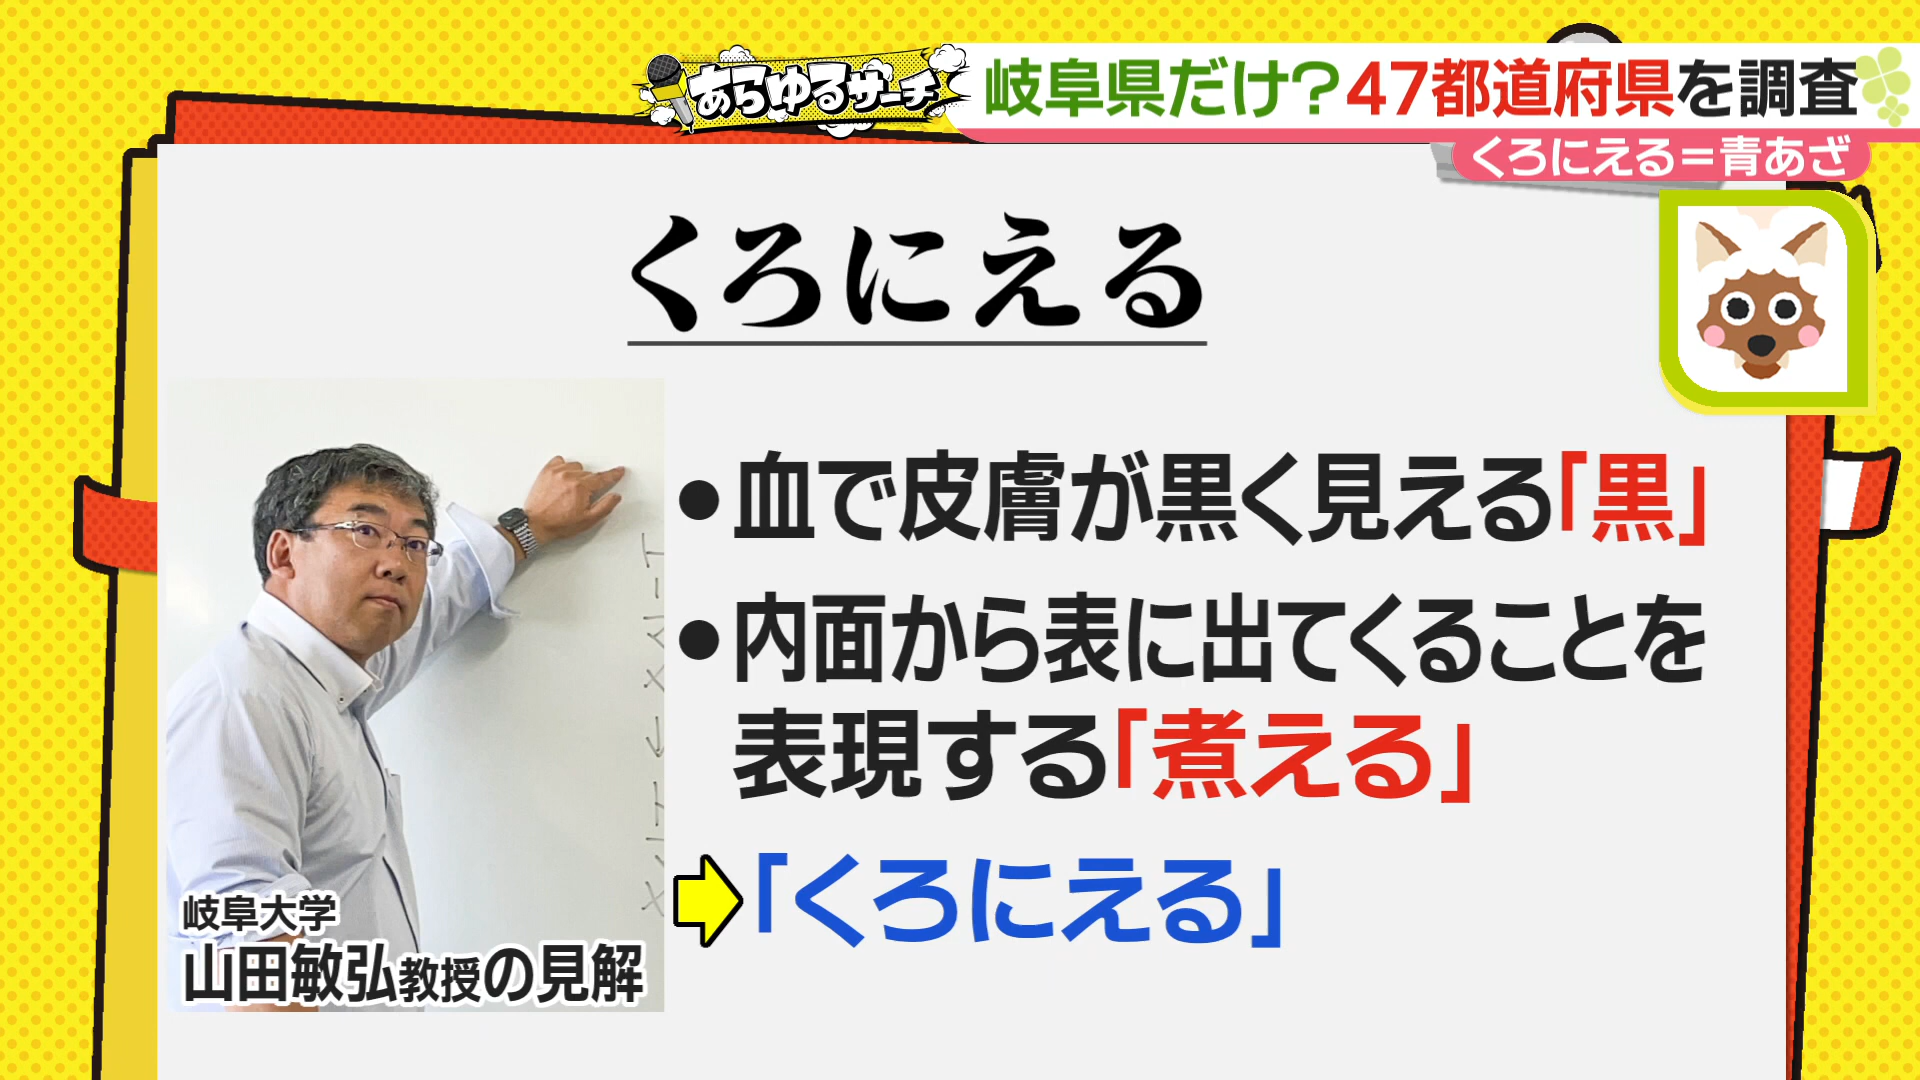 あらゆるサーチ
岐阜県だけ?47都道府県を調査
くろにえる=青あざ
くろにえる
●血で皮膚が黒く見える「黒」
●内面から表に出てくることを
表現する「煮える」
「くろにえる」
岐阜大学
山田敏弘教授の見解